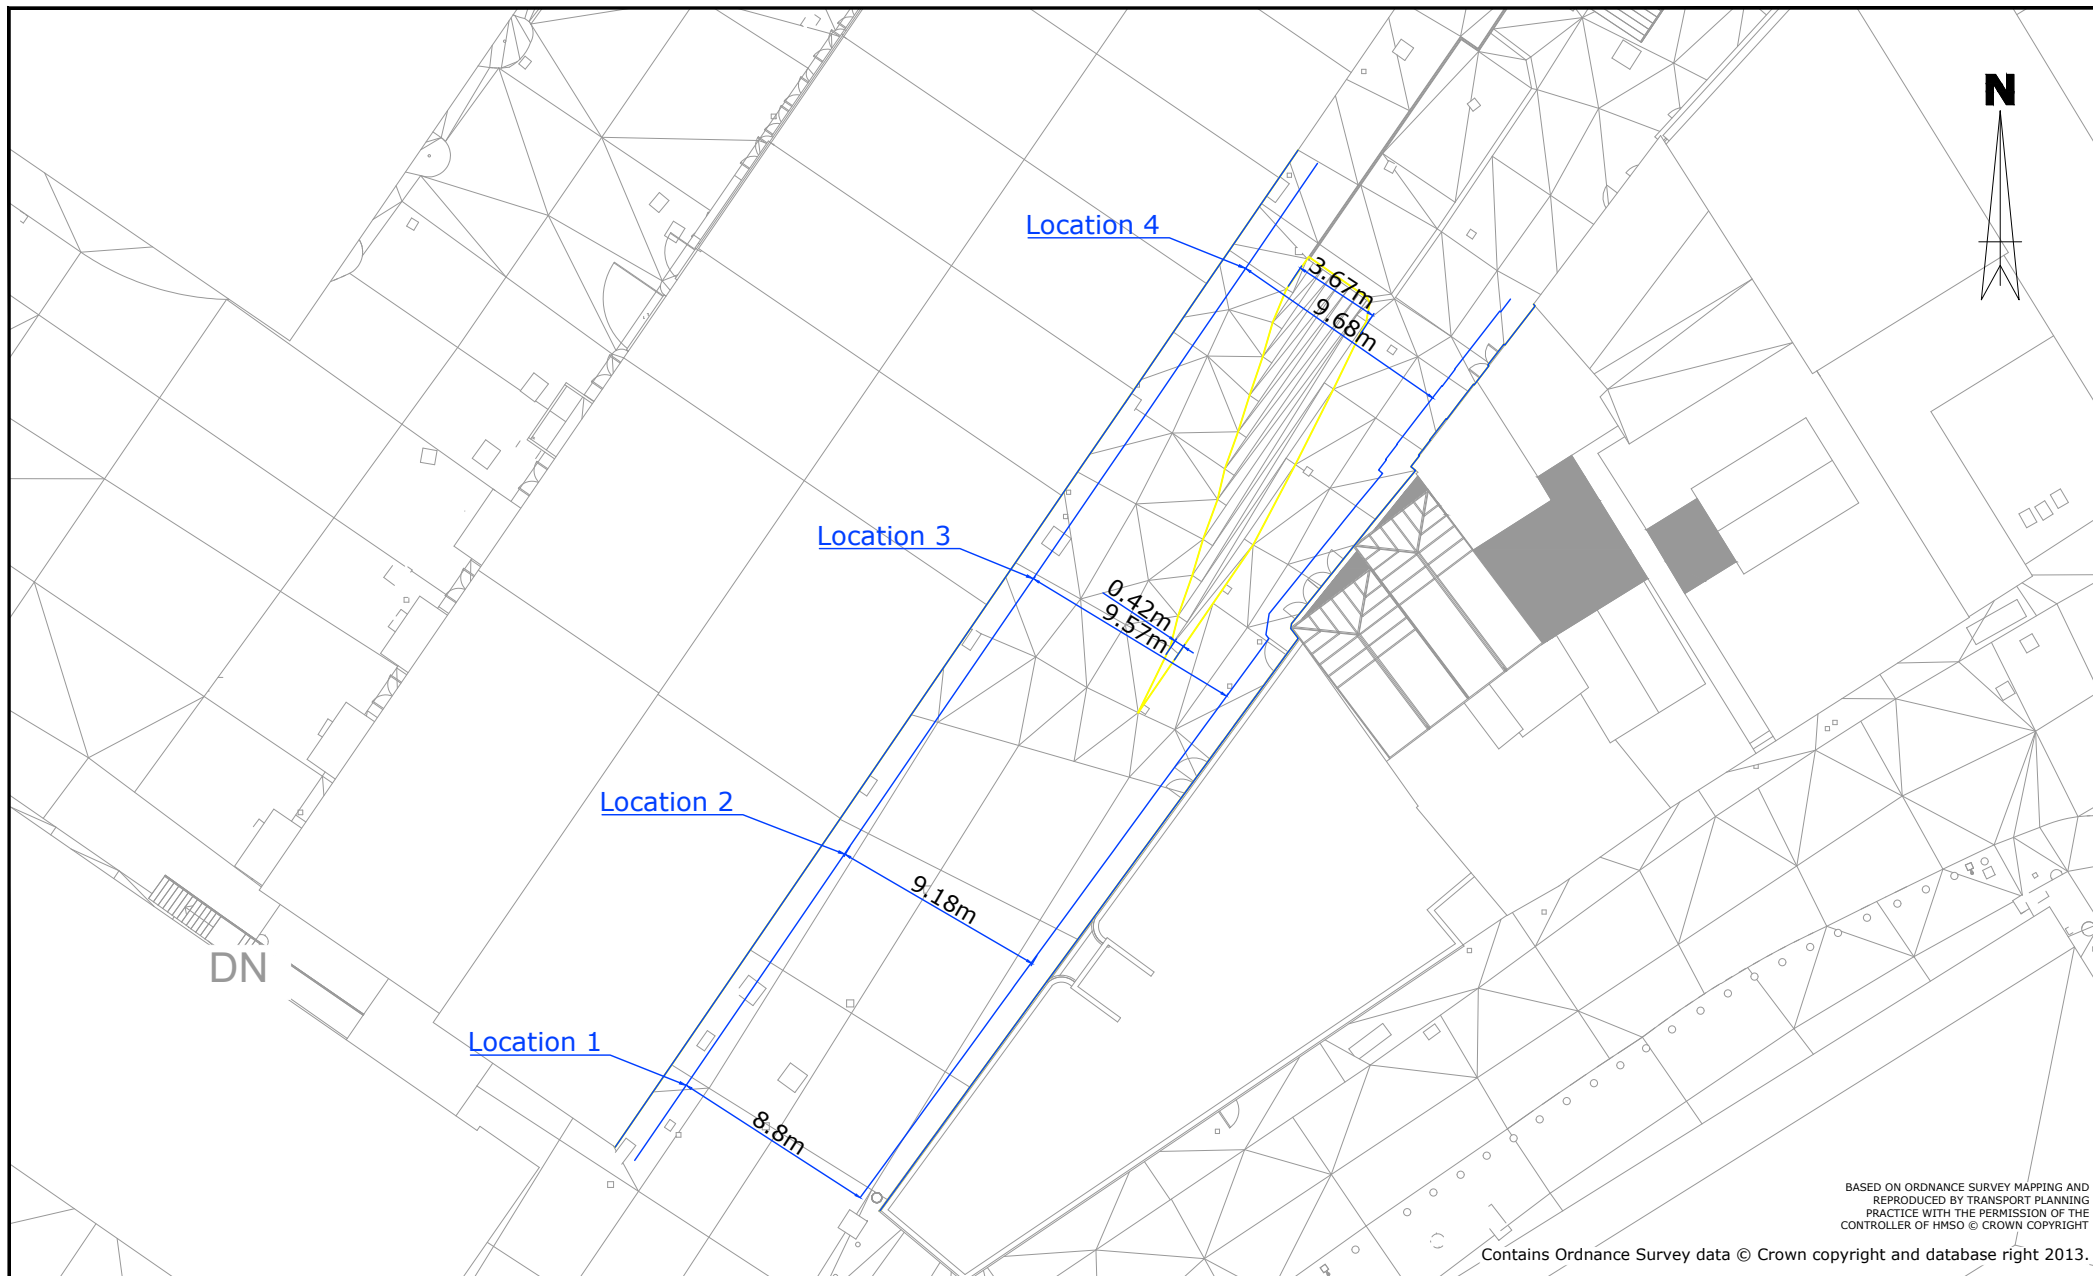 N
Location 4
3.67m
9.68m
Location 3
0.42m
9.57m
Location 2
9.18m
DN
Location 1
8.8m
BASED ON ORDNANCE SURVEY MAPPING AND
REPRODUCED BY TRANSPORT PLANNING
PRACTICE WITH THE PERMISSION OF THE
CONTROLLER OF HMSO © CROWN COPYRIGHT
Contains Ordnance Survey data © Crown copyright and database right 2013.